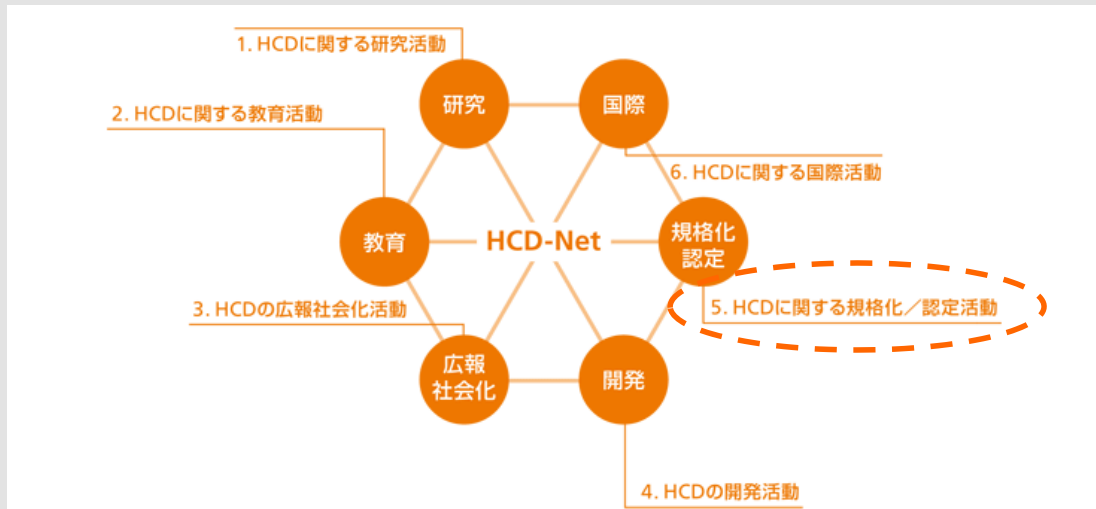 1. HCDに関する研究活動
研究
国際
2. HCDに関する教育活動
6. HCDに関する国際活動
教育
HCD-Net
規格化
認定
3. HCDの広報社会化活動
5. HCDに関する規格化／認定活動
広報
社会化
開発
4. HCDの開発活動